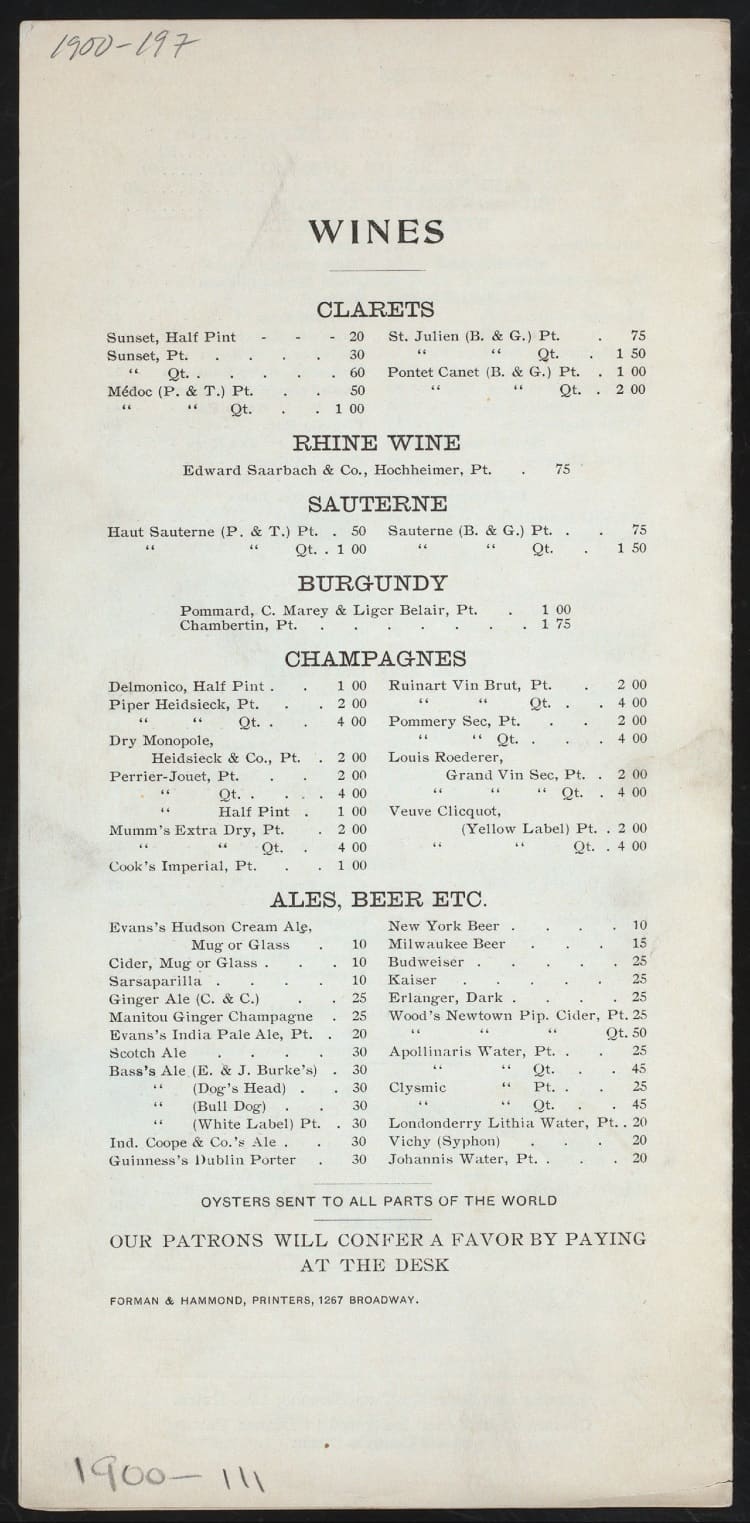 1900-197
WINES
CLARETS
Sunset, Half Pint - - - 20
Sunset, Pt. . . . . 30
“ Qt. . . . . . 60
Médoc (P. & T.) Pt. . . 50
“ “ Qt. . . 1 00
St. Julien (B. & G.) Pt. . 75
“ “ Qt. . 1 50
Pontet Canet (B. & G.) Pt. . 1 00
“ “ Qt. . 2 00
RHINE WINE
Edward Saarbach & Co., Hochheimer, Pt. . 75
SAUTERNE
Haut Sauterne (P. & T.) Pt. . 50
“ “ Qt. . 1 00
Sauterne (B. & G.) Pt. . . 75
“ “ Qt. . 1 50
BURGUNDY
Pommard, C. Marey & Liger Belair, Pt. . 1 00
Chambertin, Pt. . . . . . . . 1 75
CHAMPAGNES
Delmonico, Half Pint . . 1 00
Piper Heidsieck, Pt. . . 2 00
“ “ Qt. . . 4 00
Dry Monopole,
Heidsieck & Co., Pt. . 2 00
Perrier-Jouet, Pt. . . 2 00
“ Qt. . . . . 4 00
“ Half Pint . 1 00
Mumm's Extra Dry, Pt. . 2 00
“ “ Qt. . 4 00
Cook's Imperial, Pt. . . 1 00
Ruinart Vin Brut, Pt. . 2 00
“ “ Qt. . . 4 00
Pommery Sec, Pt. . . 2 00
“ “ Qt. . . . 4 00
Louis Roederer,
Grand Vin Sec, Pt. . 2 00
“ “ “ Qt. . 4 00
Veuve Clicquot,
(Yellow Label) Pt. . 2 00
“ “ Qt. . 4 00
ALES, BEER ETC.
Evans's Hudson Cream Ale,
Mug or Glass . 10
Cider, Mug or Glass . . 10
Sarsaparilla . . . . 10
Ginger Ale (C. & C.) . . 25
Manitou Ginger Champagne . 25
Evans's India Pale Ale, Pt. . 20
Scotch Ale . . . . 30
Bass's Ale (E. & J. Burke's) . 30
“ (Dog's Head) . . 30
“ (Bull Dog) . . 30
“ (White Label) Pt. . 30
Ind. Coope & Co.'s Ale . . 30
Guinness's Dublin Porter . 30
New York Beer . . . . 10
Milwaukee Beer . . . 15
Budweiser . . . . . 25
Kaiser . . . . . 25
Erlanger, Dark . . . . 25
Wood's Newtown Pip. Cider, Pt. 25
“ “ “ Qt. 50
Apollinaris Water, Pt. . . 25
“ “ Qt. . . 45
Clysmic “ Pt. . . 25
“ “ Qt. . . 45
Londonderry Lithia Water, Pt. . 20
Vichy (Syphon) . . . 20
Johannis Water, Pt. . . . 20
OYSTERS SENT TO ALL PARTS OF THE WORLD
OUR PATRONS WILL CONFER A FAVOR BY PAYING
AT THE DESK
FORMAN & HAMMOND, PRINTERS, 1267 BROADWAY.
1900-111